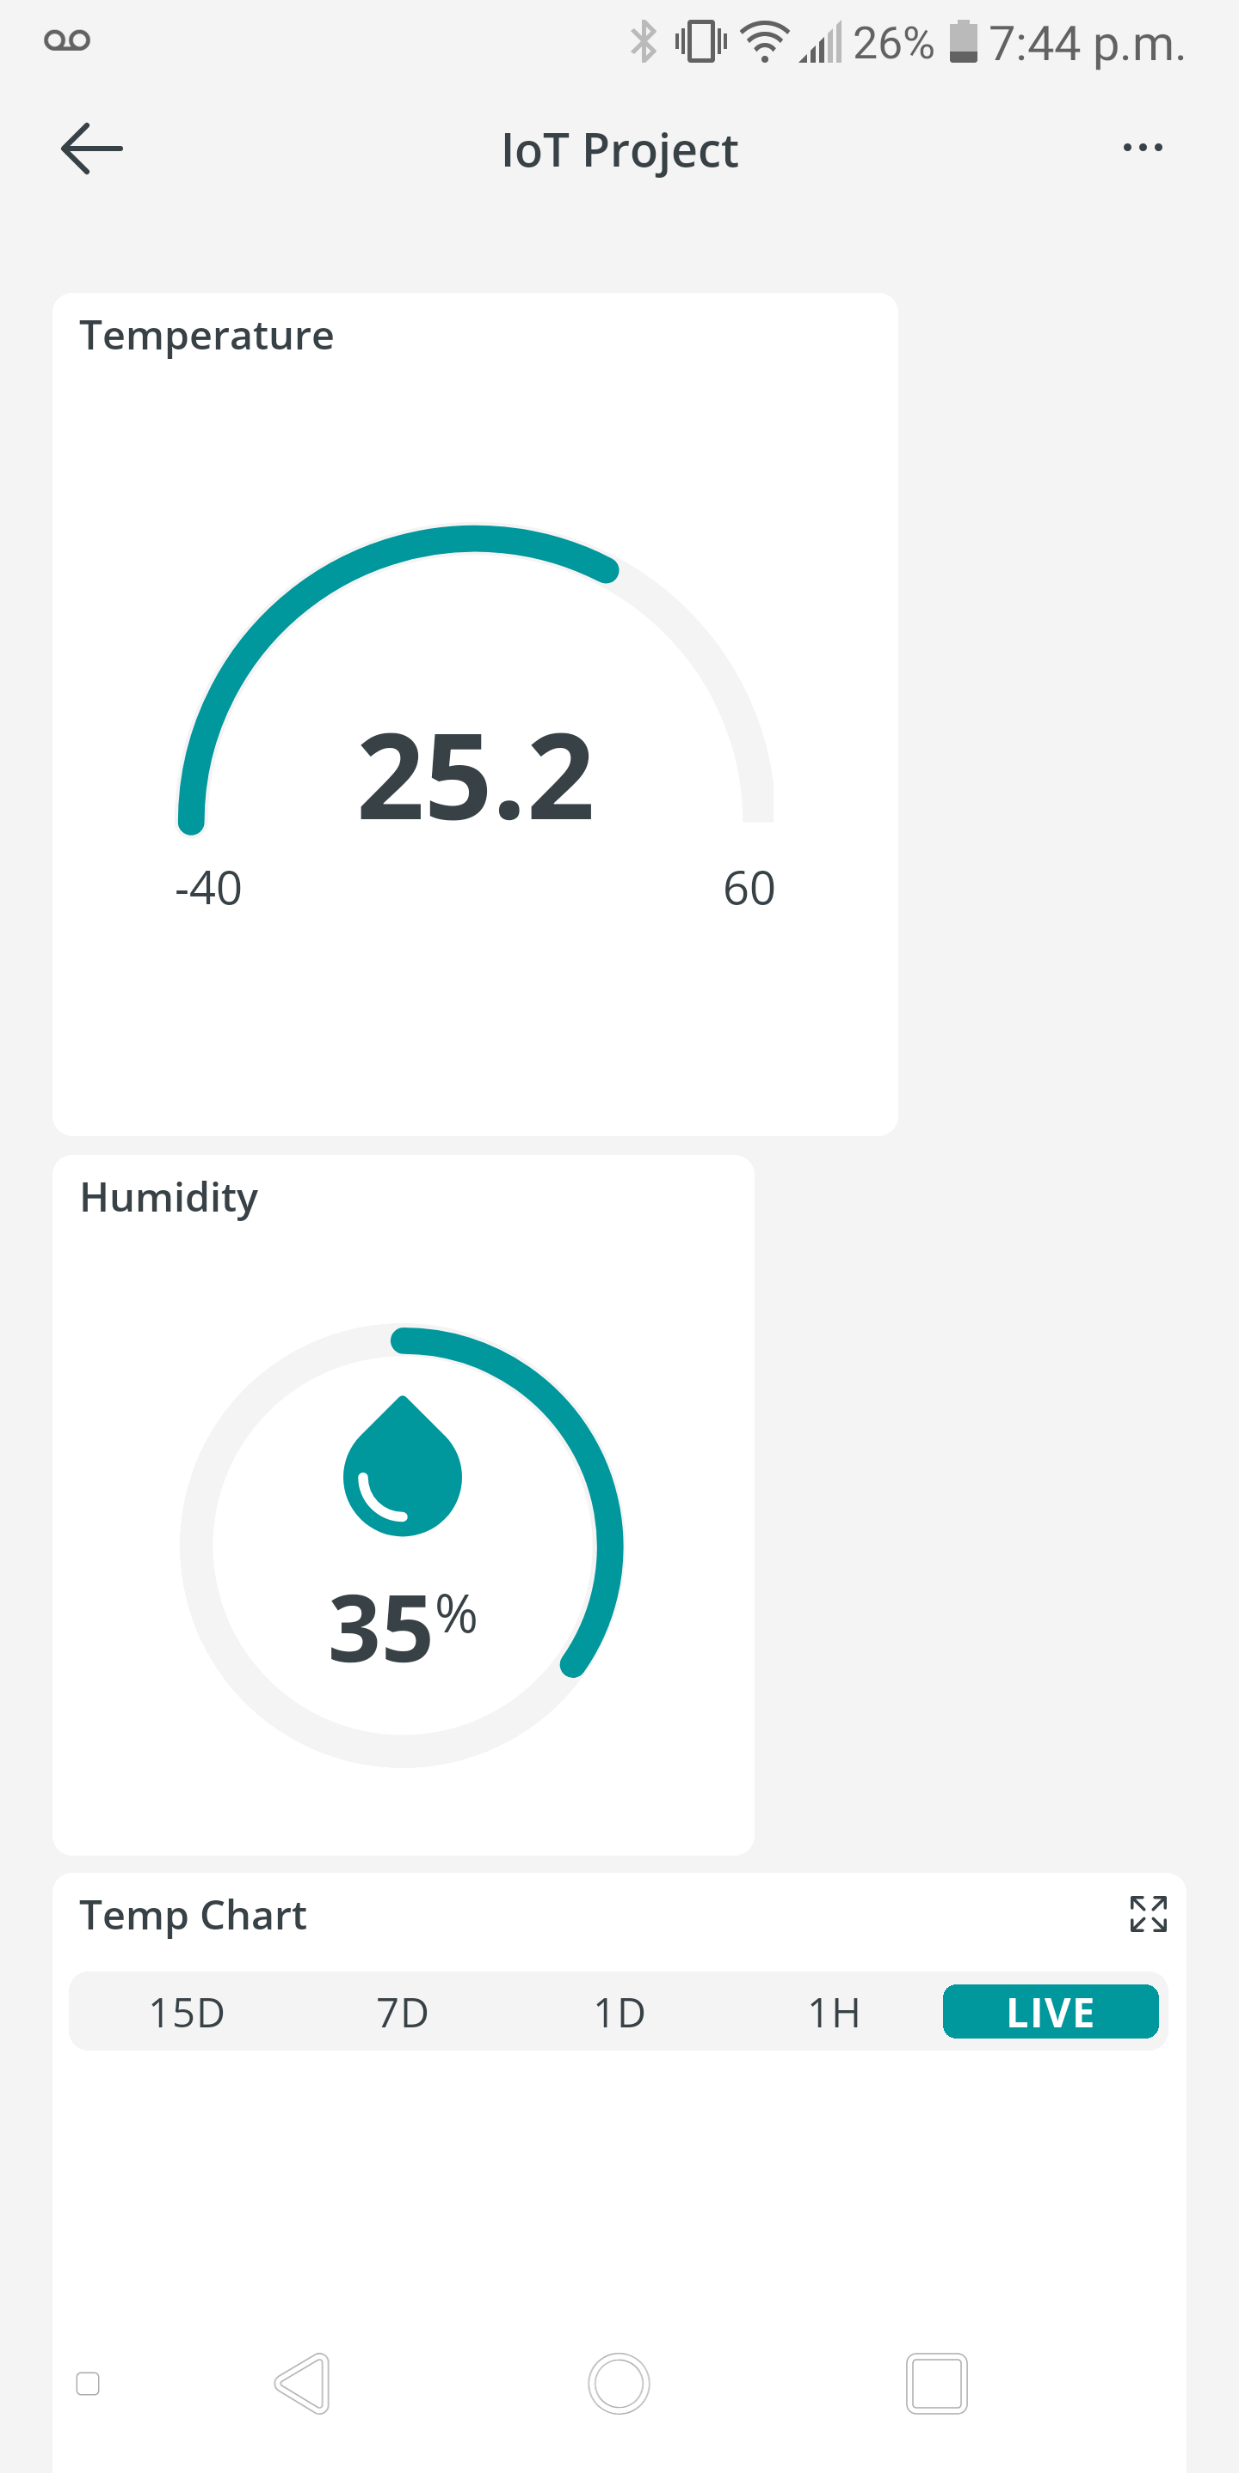 26% 7:44 p.m.
IoT Project
Temperature
25.2
-40 60
Humidity
35%
Temp Chart
15D 7D 1D 1H LIVE